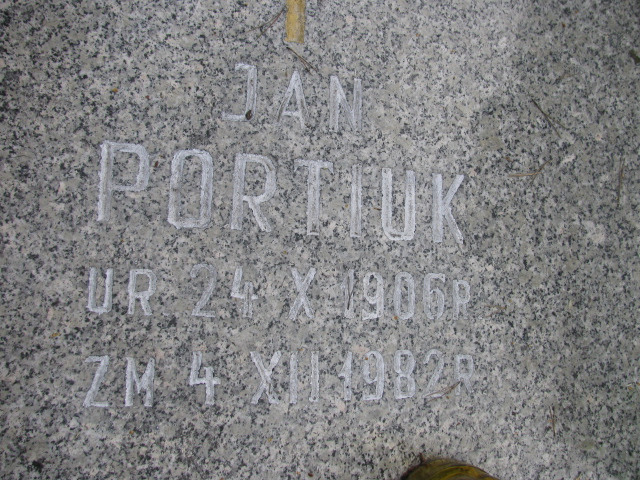 JAN
PORTIUK
UR 24 X 1906R
ZM 4 XII 1982R